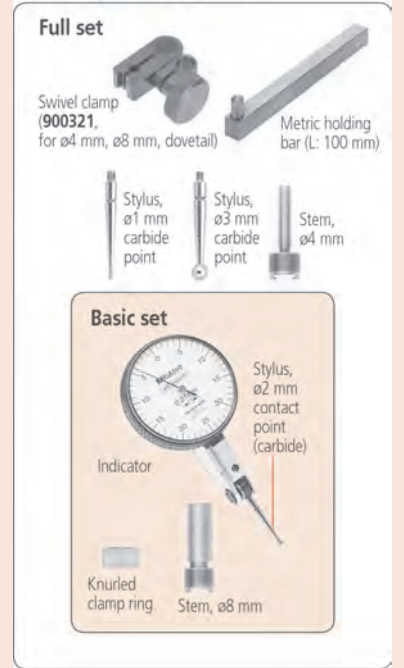 Full set
Swivel clamp
(900321,
for ø4 mm, ø8 mm, dovetail)
Metric holding
bar (L: 100 mm)
Stylus,
ø1 mm
carbide
point
Stylus,
ø3 mm
carbide
point
Stem,
ø4 mm
Basic set
Mitutoyo
Stylus,
ø2 mm
contact
point
(carbide)
Indicator
Knurled
clamp ring
Stem, ø8 mm